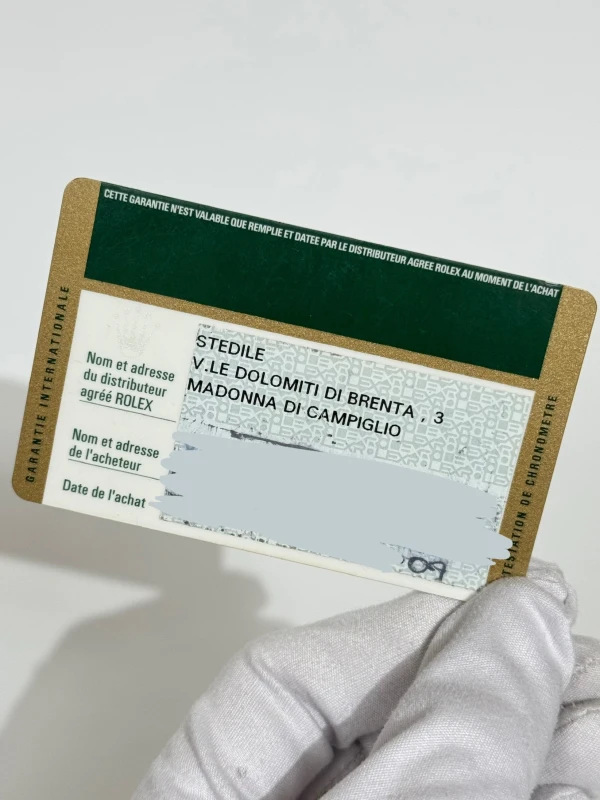 CETTE GARANTIE N'EST VALABLE QUE REMPLIE ET DATEE PAR LE DISTRIBUTEUR AGREE ROLEX AU MOMENT DE L'ACHAT
GARANTIE INTERNATIONALE
Nom et adresse
du distributeur
agréé ROLEX
STEDILE
V.LE DOLOMITI DI BRENTA , 3
MADONNA DI CAMPIGLIO
Nom et adresse
de l'acheteur
Date de l'achat
09
TESTATION DE CHRONOMETRE